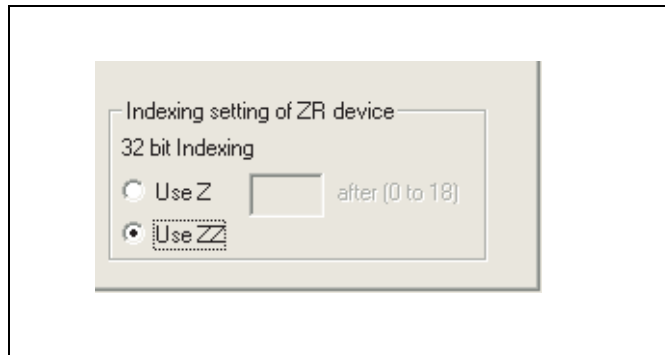 Indexing setting of ZR device
32 bit Indexing
Use Z after (0 to 18)
Use ZZ